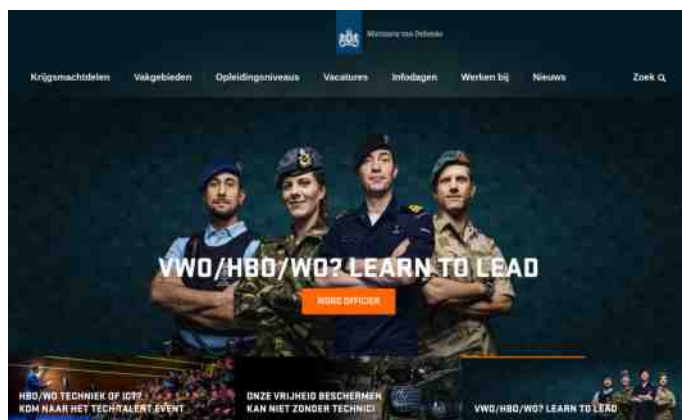 Ministerie van Defensie
Krijgsmachtdelen Vakgebieden Opleidingsniveaus Vacatures Infodagen Werken bij Nieuws Zoek
VWO/HBO/WO? LEARN TO LEAD
WORD OFFICIER
HBO/WO TECHNIEK OF ICT?
KOM NAAR HET TECH-TALENT EVENT
ONZE VRIJHEID BESCHERMEN
KAN NIET ZONDER TECHNICI
VWO/HBO/WO? LEARN TO LEAD